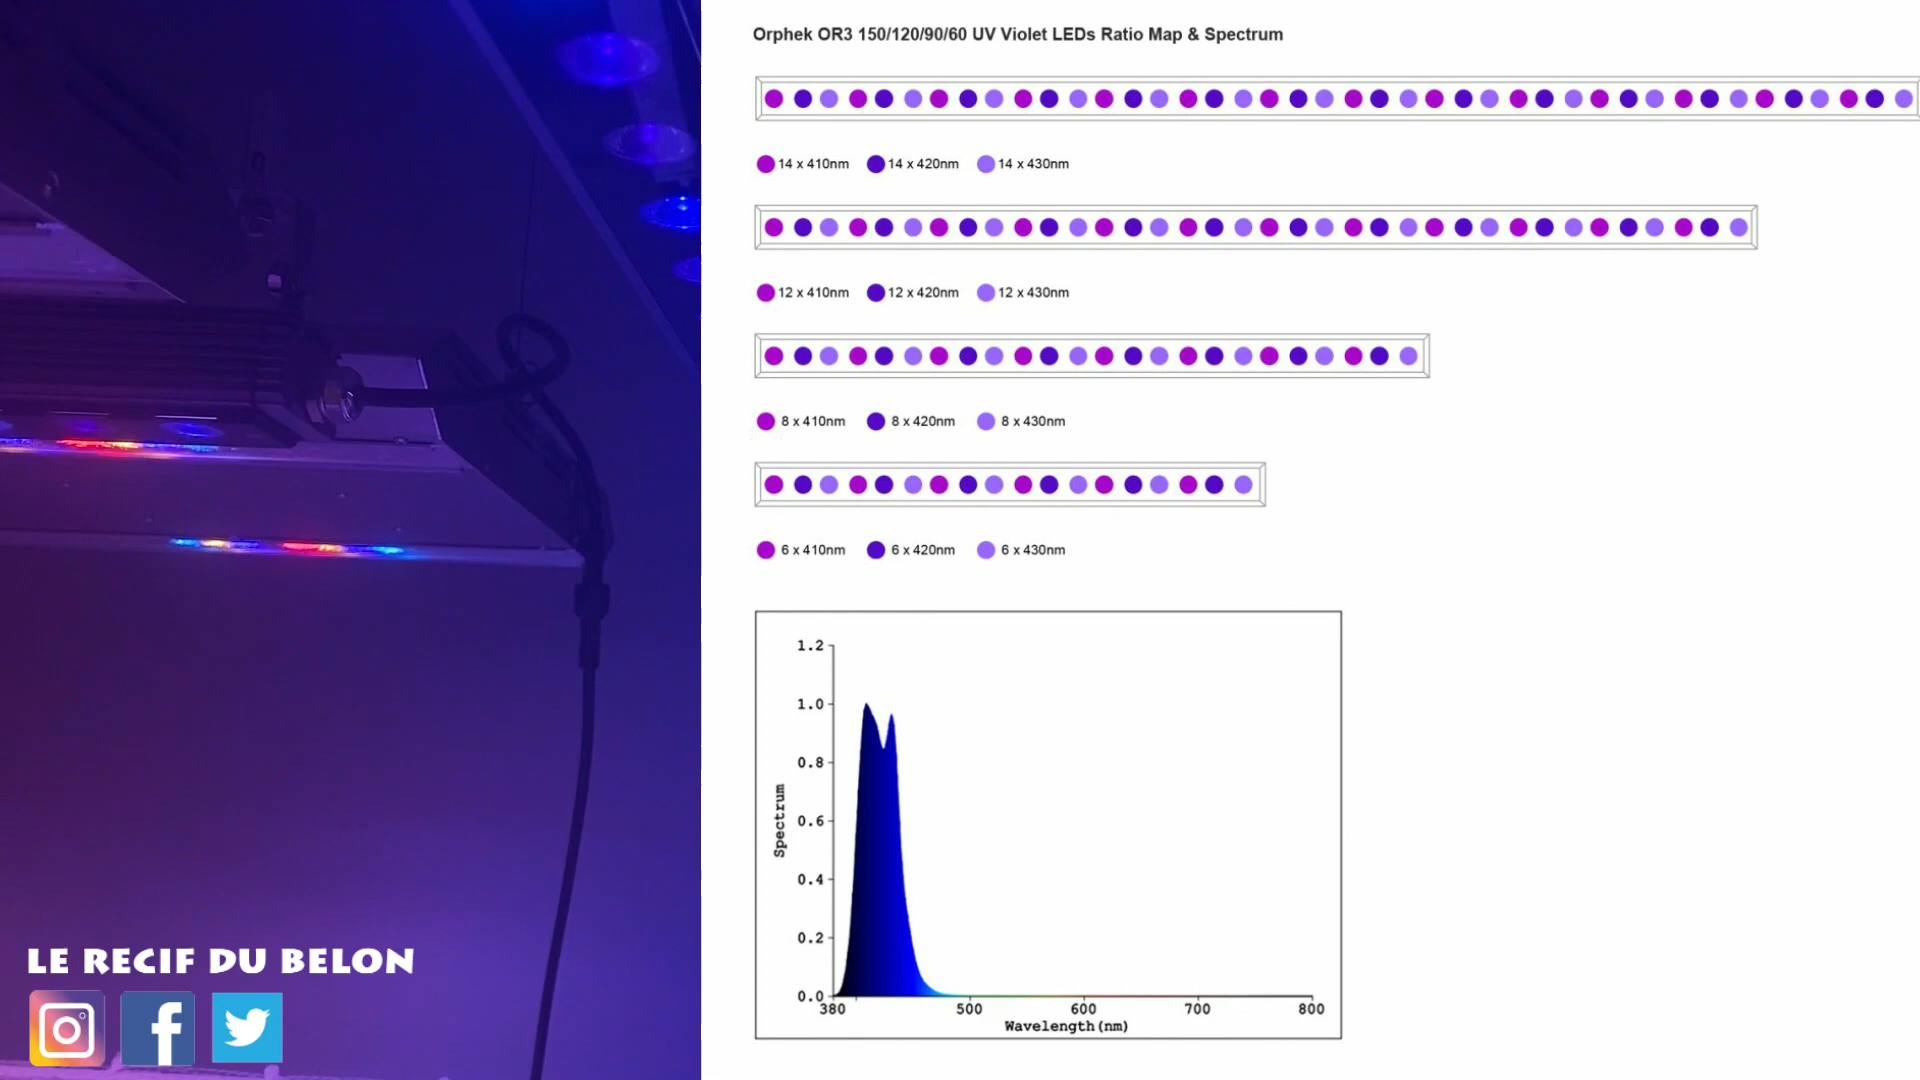 Orphek OR3 150/120/90/60 UV Violet LEDs Ratio Map & Spectrum
14 x 410nm 14 x 420nm 14 x 430nm
12 x 410nm 12 x 420nm 12 x 430nm
8 x 410nm 8 x 420nm 8 x 430nm
6 x 410nm 6 x 420nm 6 x 430nm
1.2
1.0
0.8
0.6
0.4
0.2
0.0
Spectrum
380 500 600 700 800
Wavelength(nm)
LE RECIF DU BELON